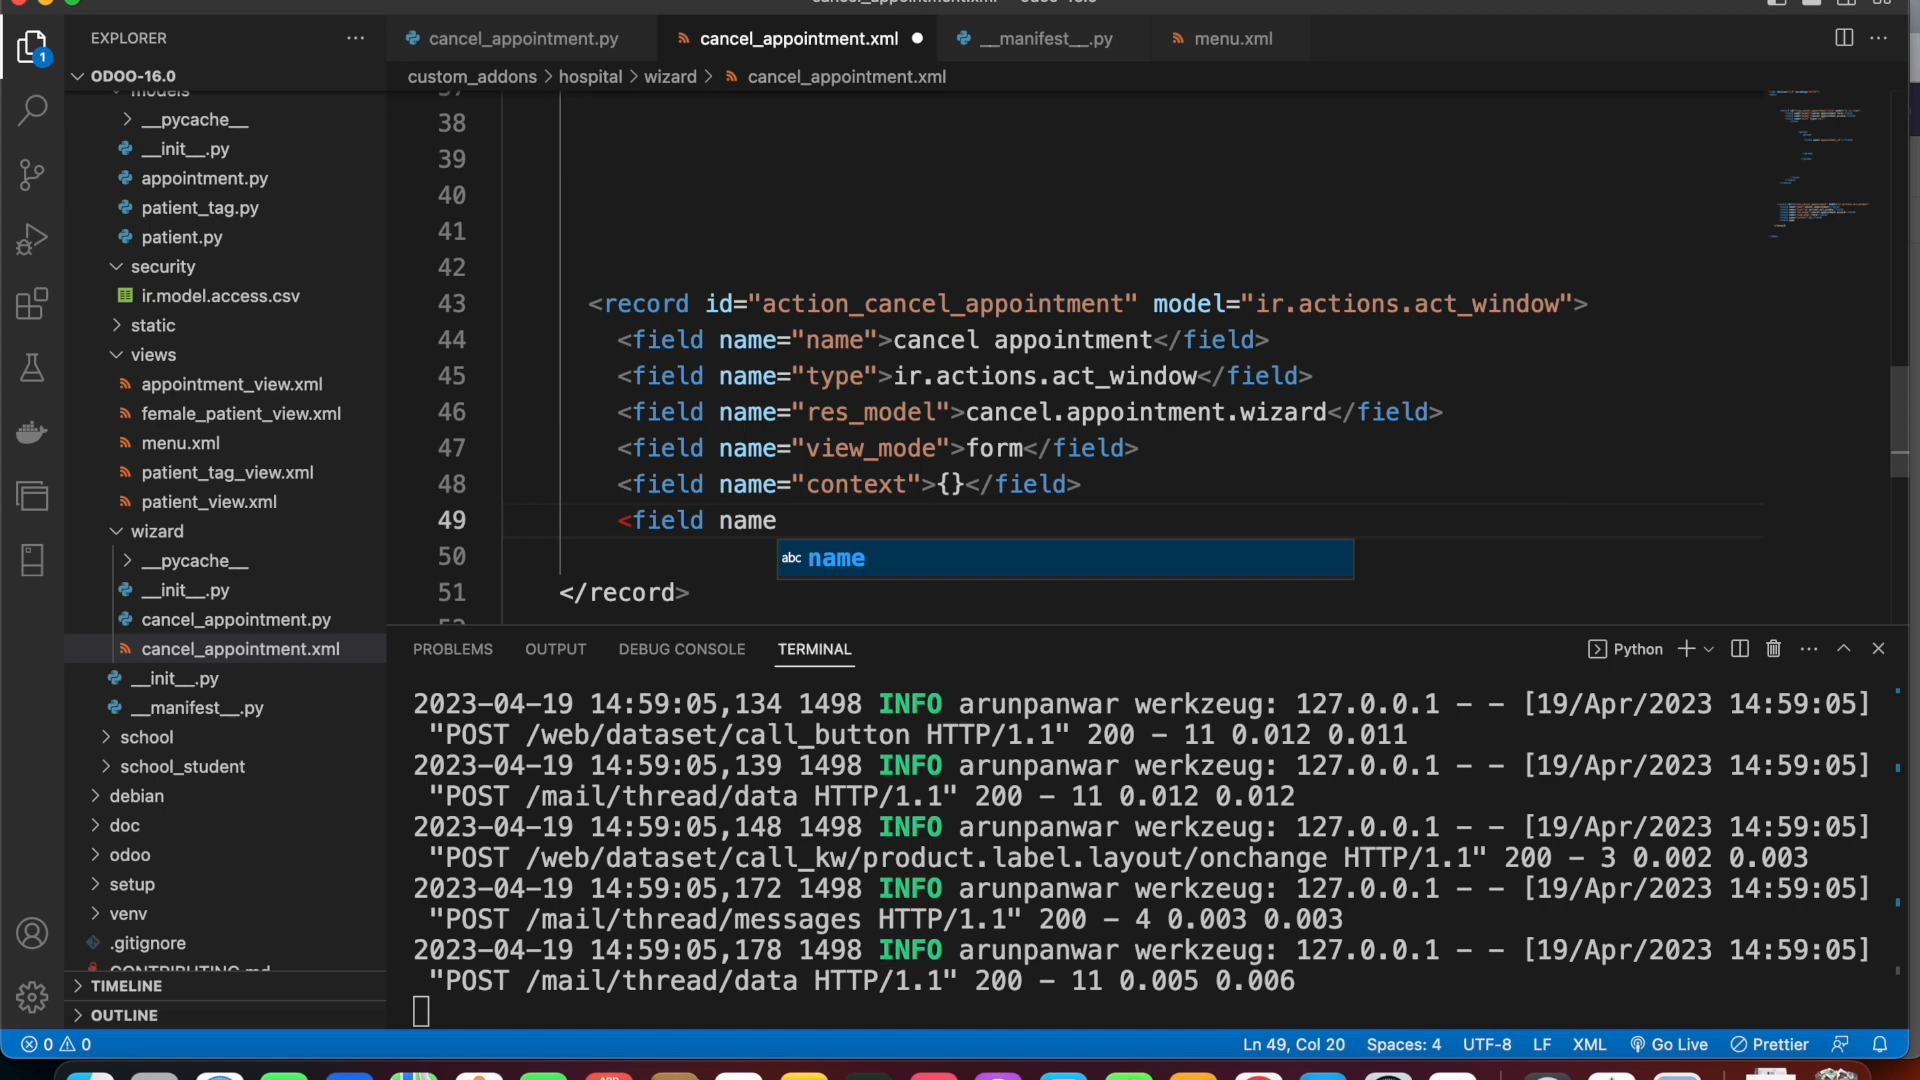 EXPLORER
ODOO-16.0
models
__pycache__
__init__.py
appointment.py
patient_tag.py
patient.py
security
ir.model.access.csv
static
views
appointment_view.xml
female_patient_view.xml
menu.xml
patient_tag_view.xml
patient_view.xml
wizard
__pycache__
__init__.py
cancel_appointment.py
cancel_appointment.xml
__init__.py
__manifest__.py
school
school_student
debian
doc
odoo
setup
venv
.gitignore
CONTRIBUTING.md
TIMELINE
OUTLINE
cancel_appointment.py cancel_appointment.xml __manifest__.py menu.xml
custom_addons > hospital > wizard > cancel_appointment.xml
37
38
39
40
41
42
43 <record id="action_cancel_appointment" model="ir.actions.act_window">
44 <field name="name">cancel appointment</field>
45 <field name="type">ir.actions.act_window</field>
46 <field name="res_model">cancel.appointment.wizard</field>
47 <field name="view_mode">form</field>
48 <field name="context">{}</field>
49 <field name
50 abc name
51 </record>
52
PROBLEMS OUTPUT DEBUG CONSOLE TERMINAL Python
2023-04-19 14:59:05,134 1498 INFO arunpanwar werkzeug: 127.0.0.1 - - [19/Apr/2023 14:59:05]
"POST /web/dataset/call_button HTTP/1.1" 200 - 11 0.012 0.011
2023-04-19 14:59:05,139 1498 INFO arunpanwar werkzeug: 127.0.0.1 - - [19/Apr/2023 14:59:05]
"POST /mail/thread/data HTTP/1.1" 200 - 11 0.012 0.012
2023-04-19 14:59:05,148 1498 INFO arunpanwar werkzeug: 127.0.0.1 - - [19/Apr/2023 14:59:05]
"POST /web/dataset/call_kw/product.label.layout/onchange HTTP/1.1" 200 - 3 0.002 0.003
2023-04-19 14:59:05,172 1498 INFO arunpanwar werkzeug: 127.0.0.1 - - [19/Apr/2023 14:59:05]
"POST /mail/thread/messages HTTP/1.1" 200 - 4 0.003 0.003
2023-04-19 14:59:05,178 1498 INFO arunpanwar werkzeug: 127.0.0.1 - - [19/Apr/2023 14:59:05]
"POST /mail/thread/data HTTP/1.1" 200 - 11 0.005 0.006
0 0 Ln 49, Col 20 Spaces: 4 UTF-8 LF XML Go Live Prettier